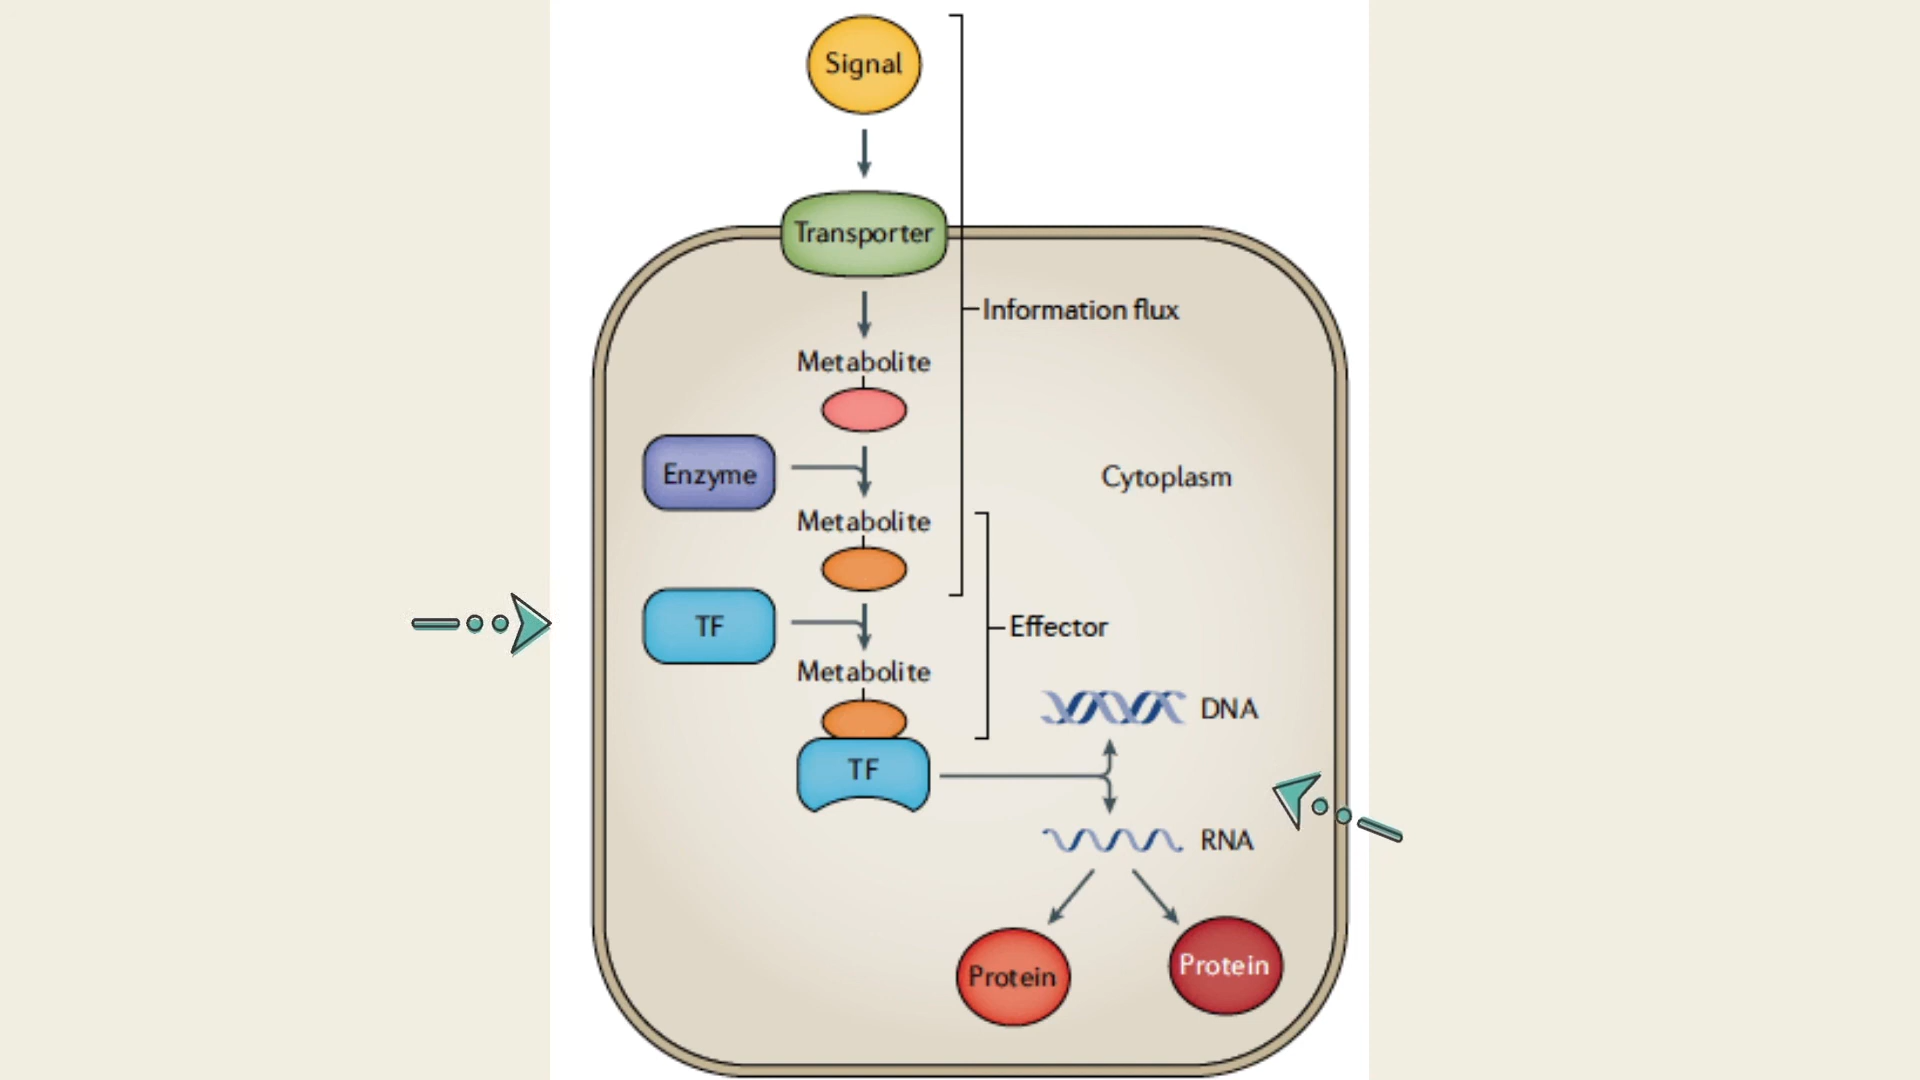 Signal
Transporter
Information flux
Metabolite
Enzyme
Cytoplasm
Metabolite
TF
Effector
Metabolite
DNA
TF
RNA
Protein
Protein